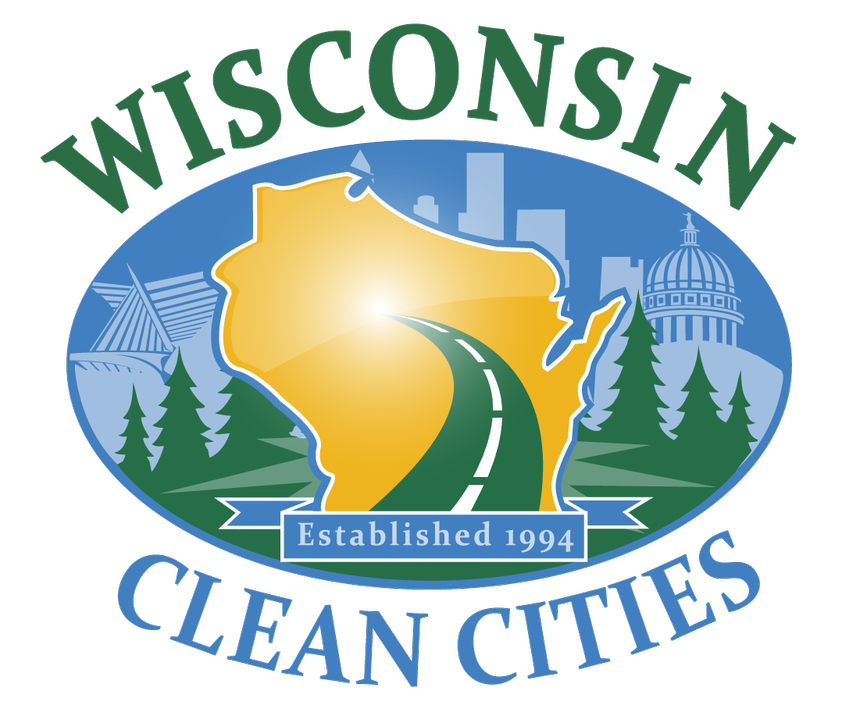 WISCONSIN
Established 1994
CLEAN CITIES